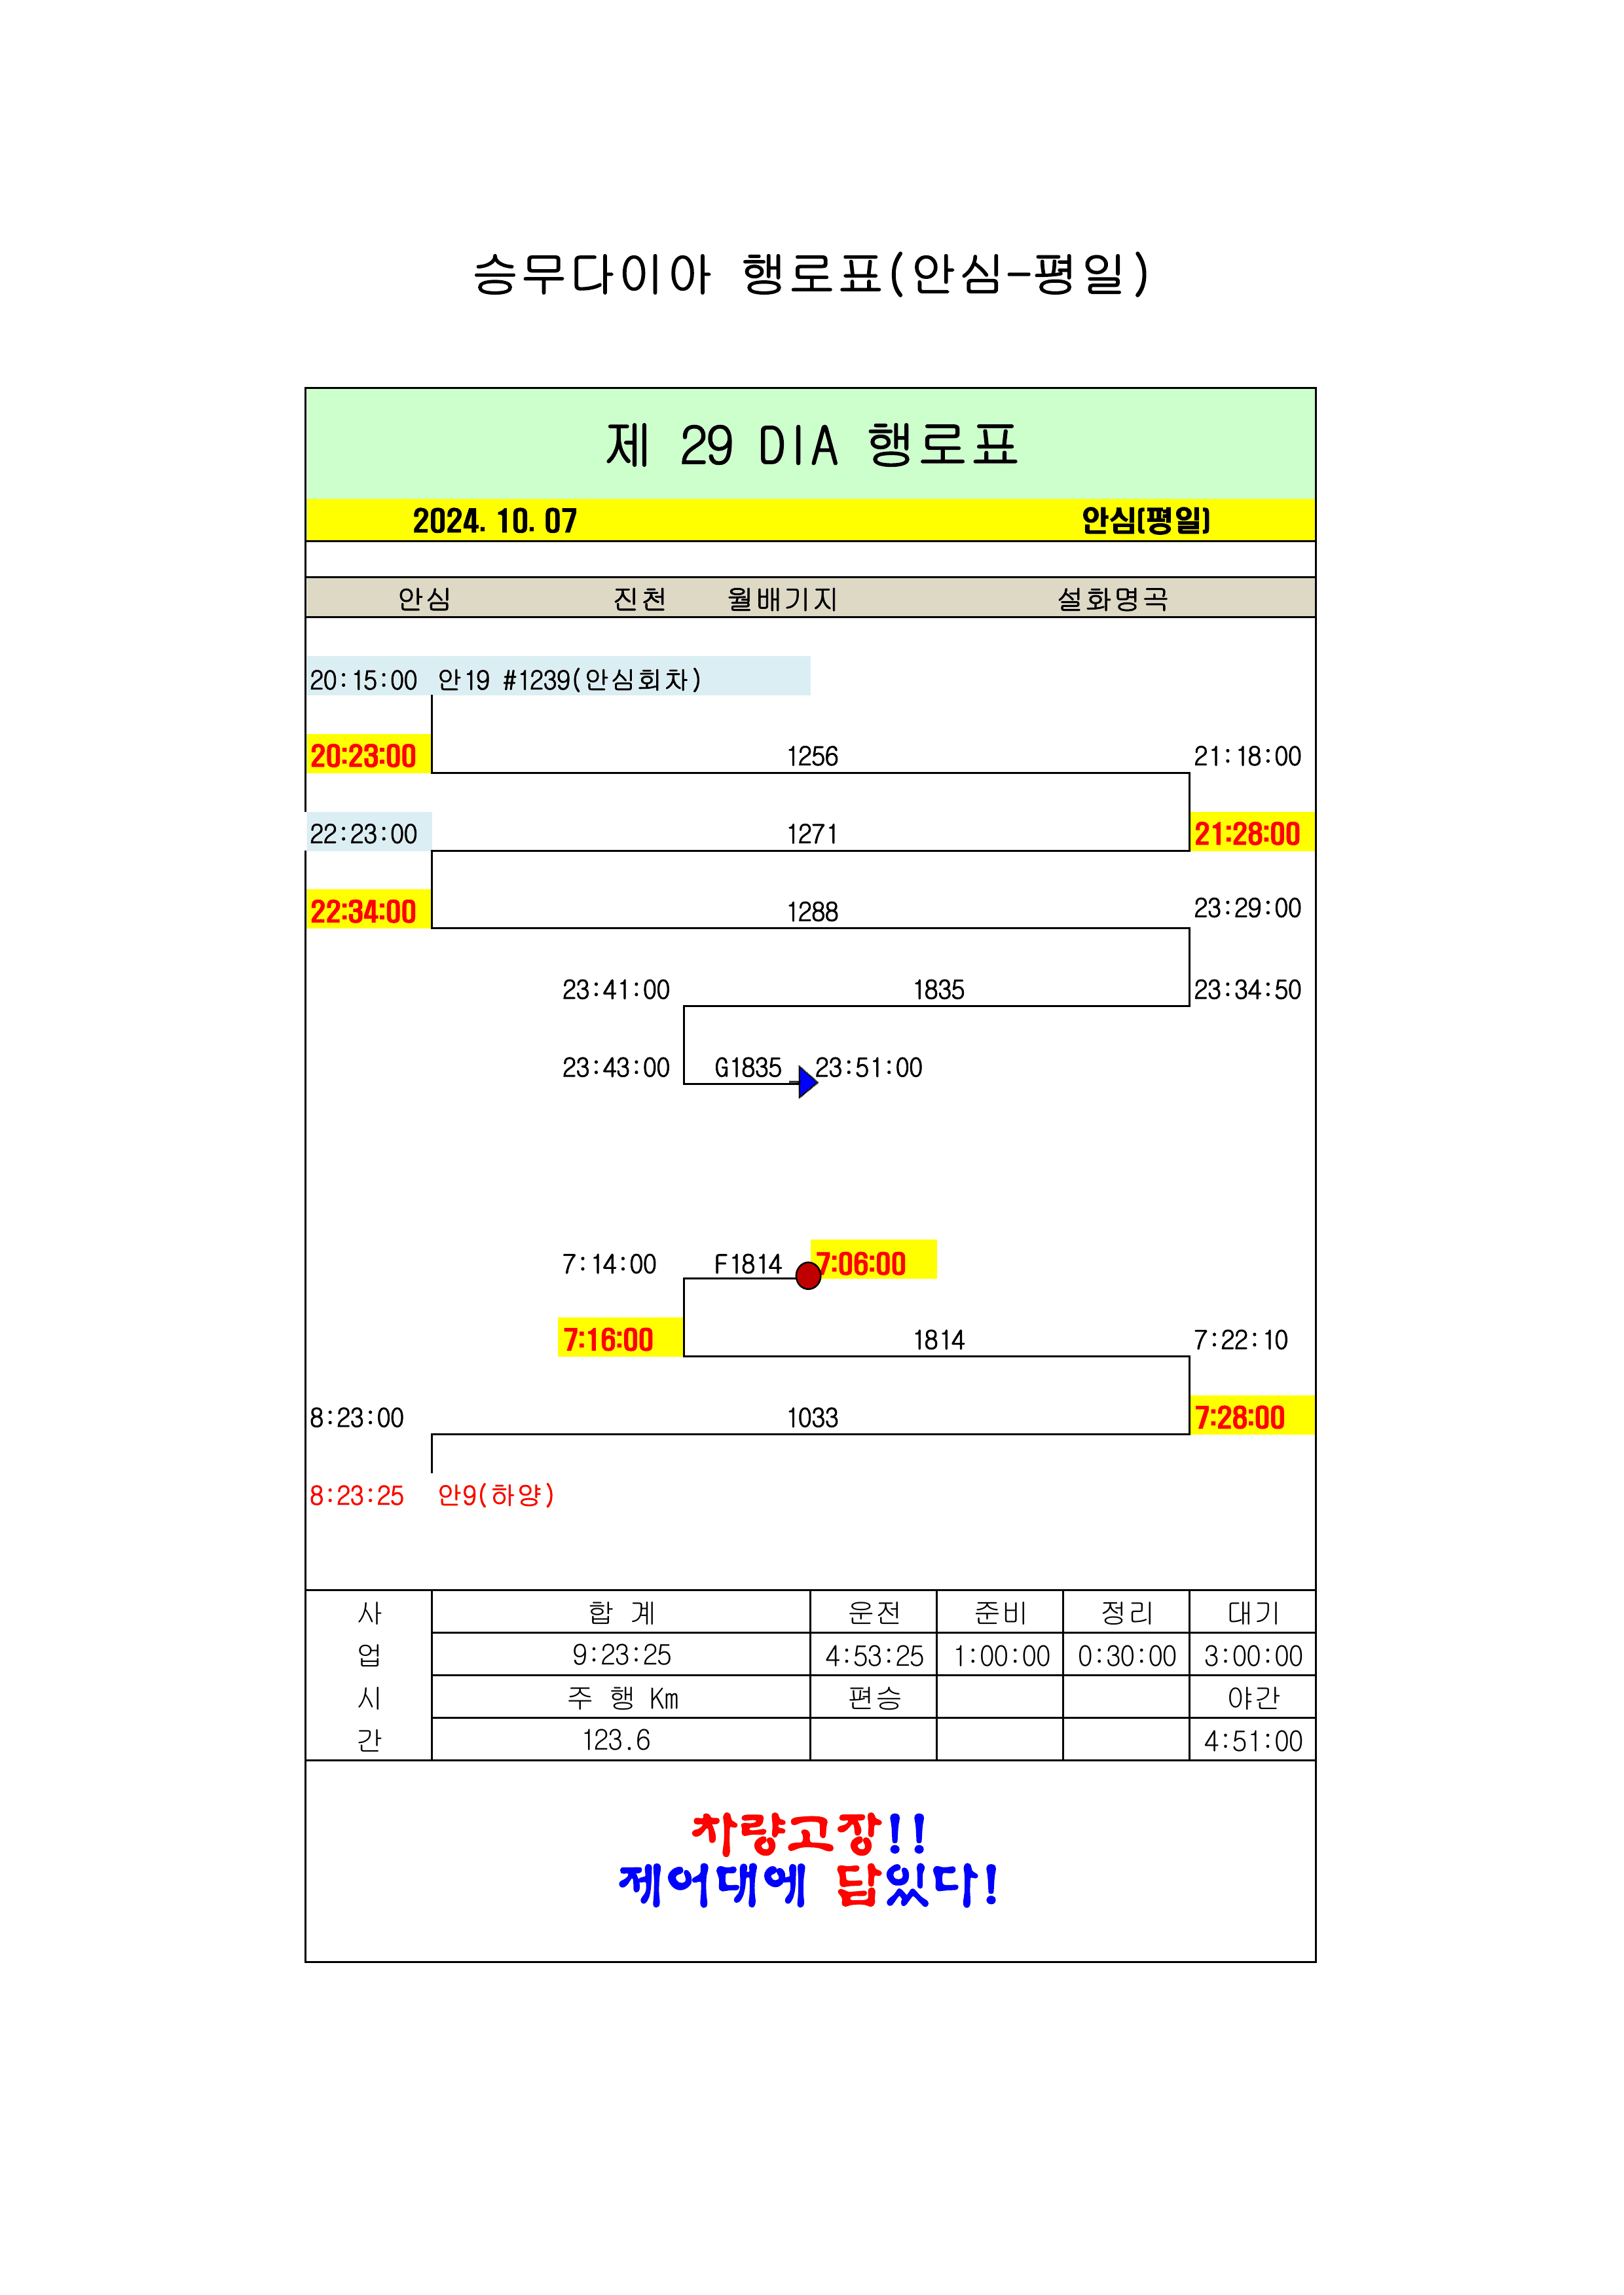 승무다이아 행로표(안심-평일)
제 29 DIA 행로표
2024. 10. 07 안심(평일)
안심 진천 월배기지 설화명곡
20:15:00 안19 #1239(안심회차)
20:23:00 1256 21:18:00
22:23:00 1271 21:28:00
22:34:00 1288 23:29:00
23:41:00 1835 23:34:50
23:43:00 G1835 23:51:00
7:14:00 F1814 7:06:00
7:16:00 1814 7:22:10
8:23:00 1033 7:28:00
8:23:25 안9(하양)
사 합 계 운전 준비 정리 대기
업 9:23:25 4:53:25 1:00:00 0:30:00 3:00:00
시 주 행 Km 편승 야간
간 123.6 4:51:00
차량고장!!
제어대에 답있다!